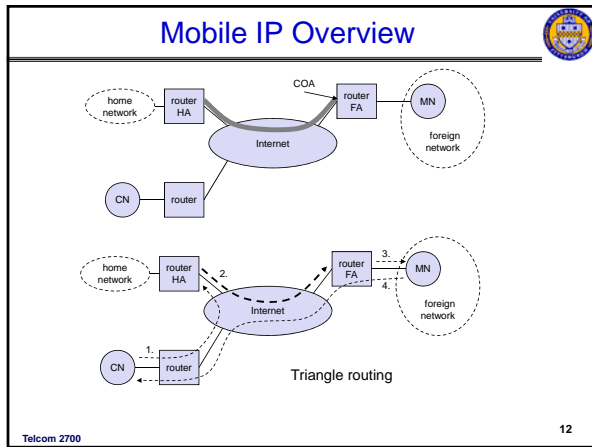 Mobile IP Overview
COA
home
network
router
HA
router
FA
MN
foreign
network
Internet
CN
router
home
network
router
HA
2.
router
FA
3.
MN
4.
foreign
network
Internet
1.
CN
router
Triangle routing
Telcom 2700
12